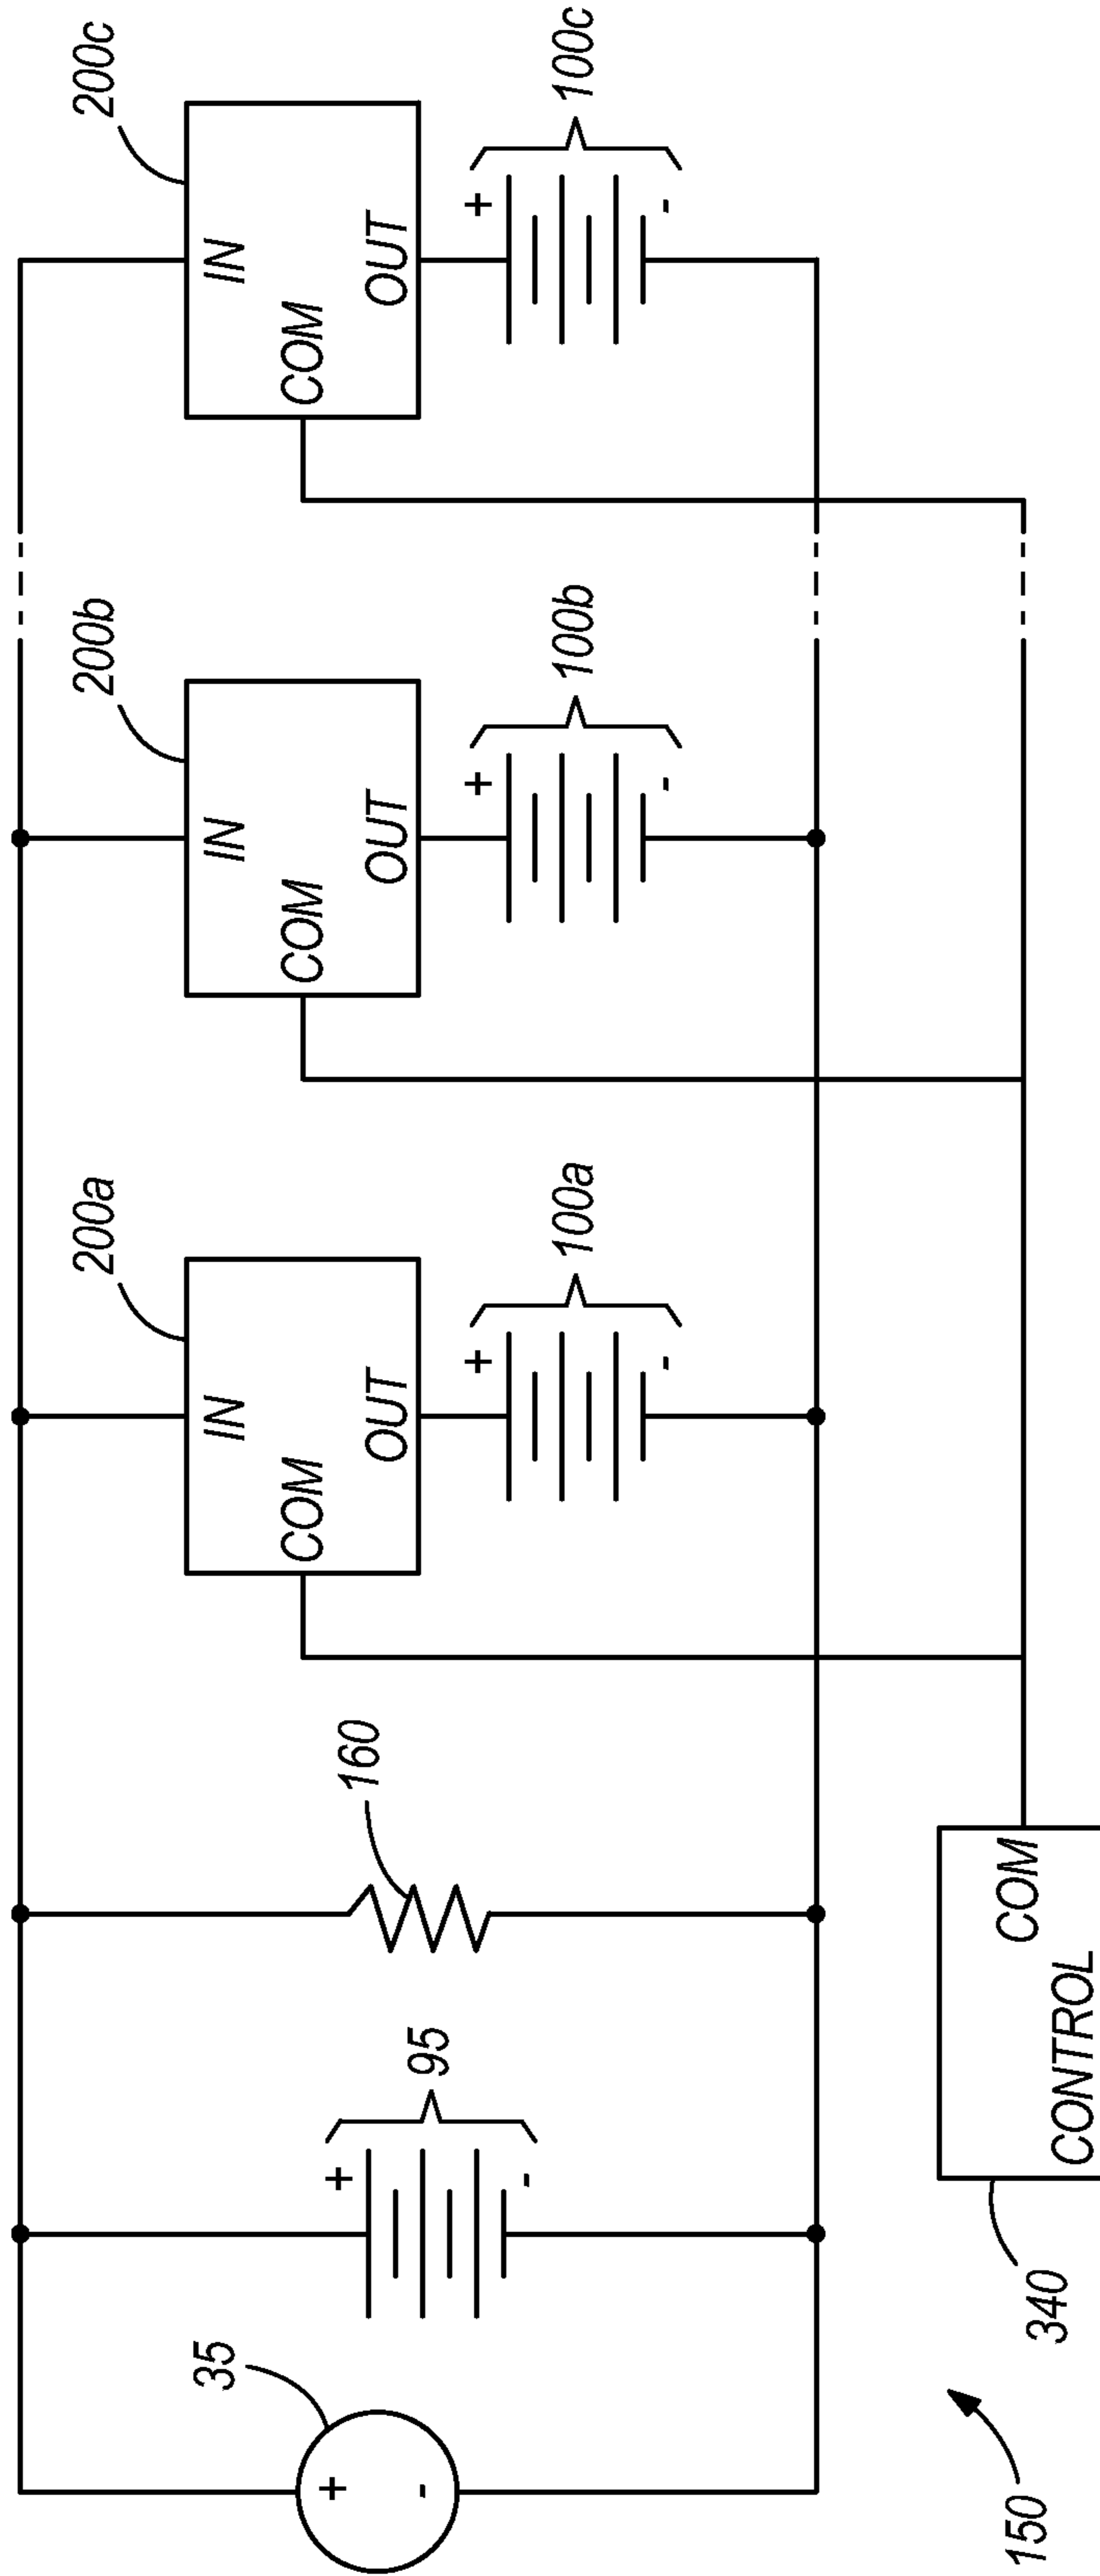 200a
200b
200c
35
+
-
+
-
95
160
IN
COM
OUT
+
-
100a
IN
COM
OUT
+
-
100b
IN
COM
OUT
+
-
100c
COM
CONTROL
340
150